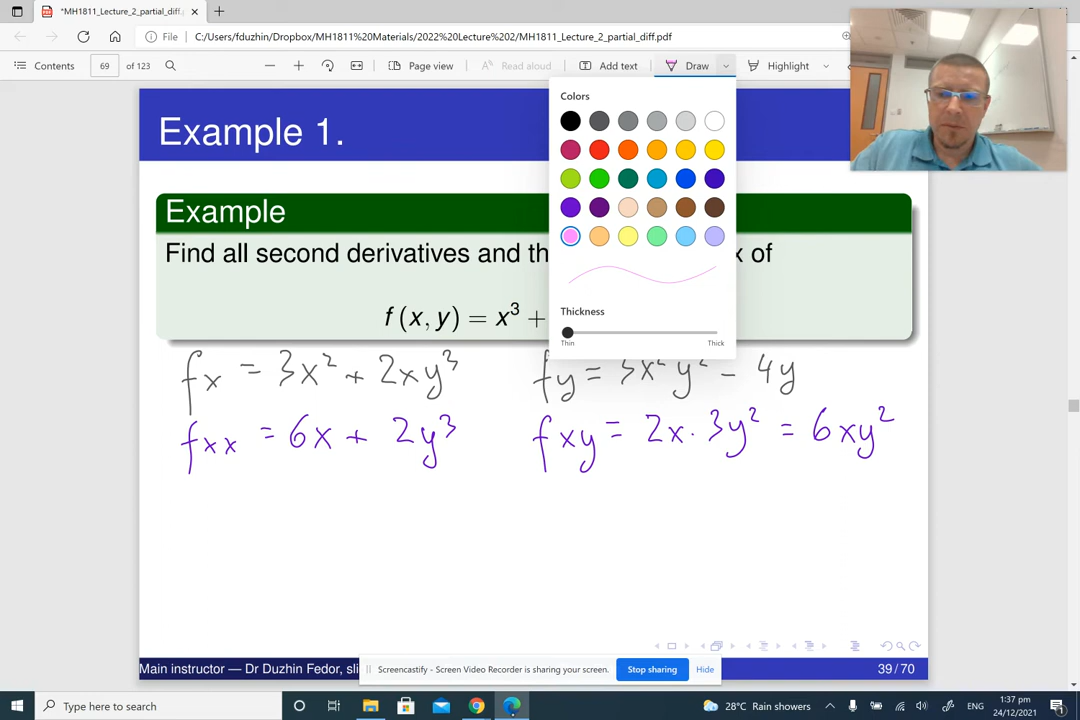 *MH1811_Lecture_2_partial_diff.
File C:/Users/fduzhin/Dropbox/MH1811%20Materials/2022%20Lecture%202/MH1811_Lecture_2_partial_diff.pdf
Contents 69 of 123 Page view Read aloud Add text Draw Highlight
Colors
Thickness
Thin Thick
Example 1.
Example
Find all second derivatives and th x of
f (x, y) = x³ +
fx = 3x² + 2xy³ fy = 3x²y² − 4y
fxx = 6x + 2y³ fxy = 2x · 3y² = 6xy²
Main instructor — Dr Duzhin Fedor, sli 39 / 70
Screencastify - Screen Video Recorder is sharing your screen. Stop sharing Hide
Type here to search 28°C Rain showers ENG 1:37 pm
24/12/2021 1